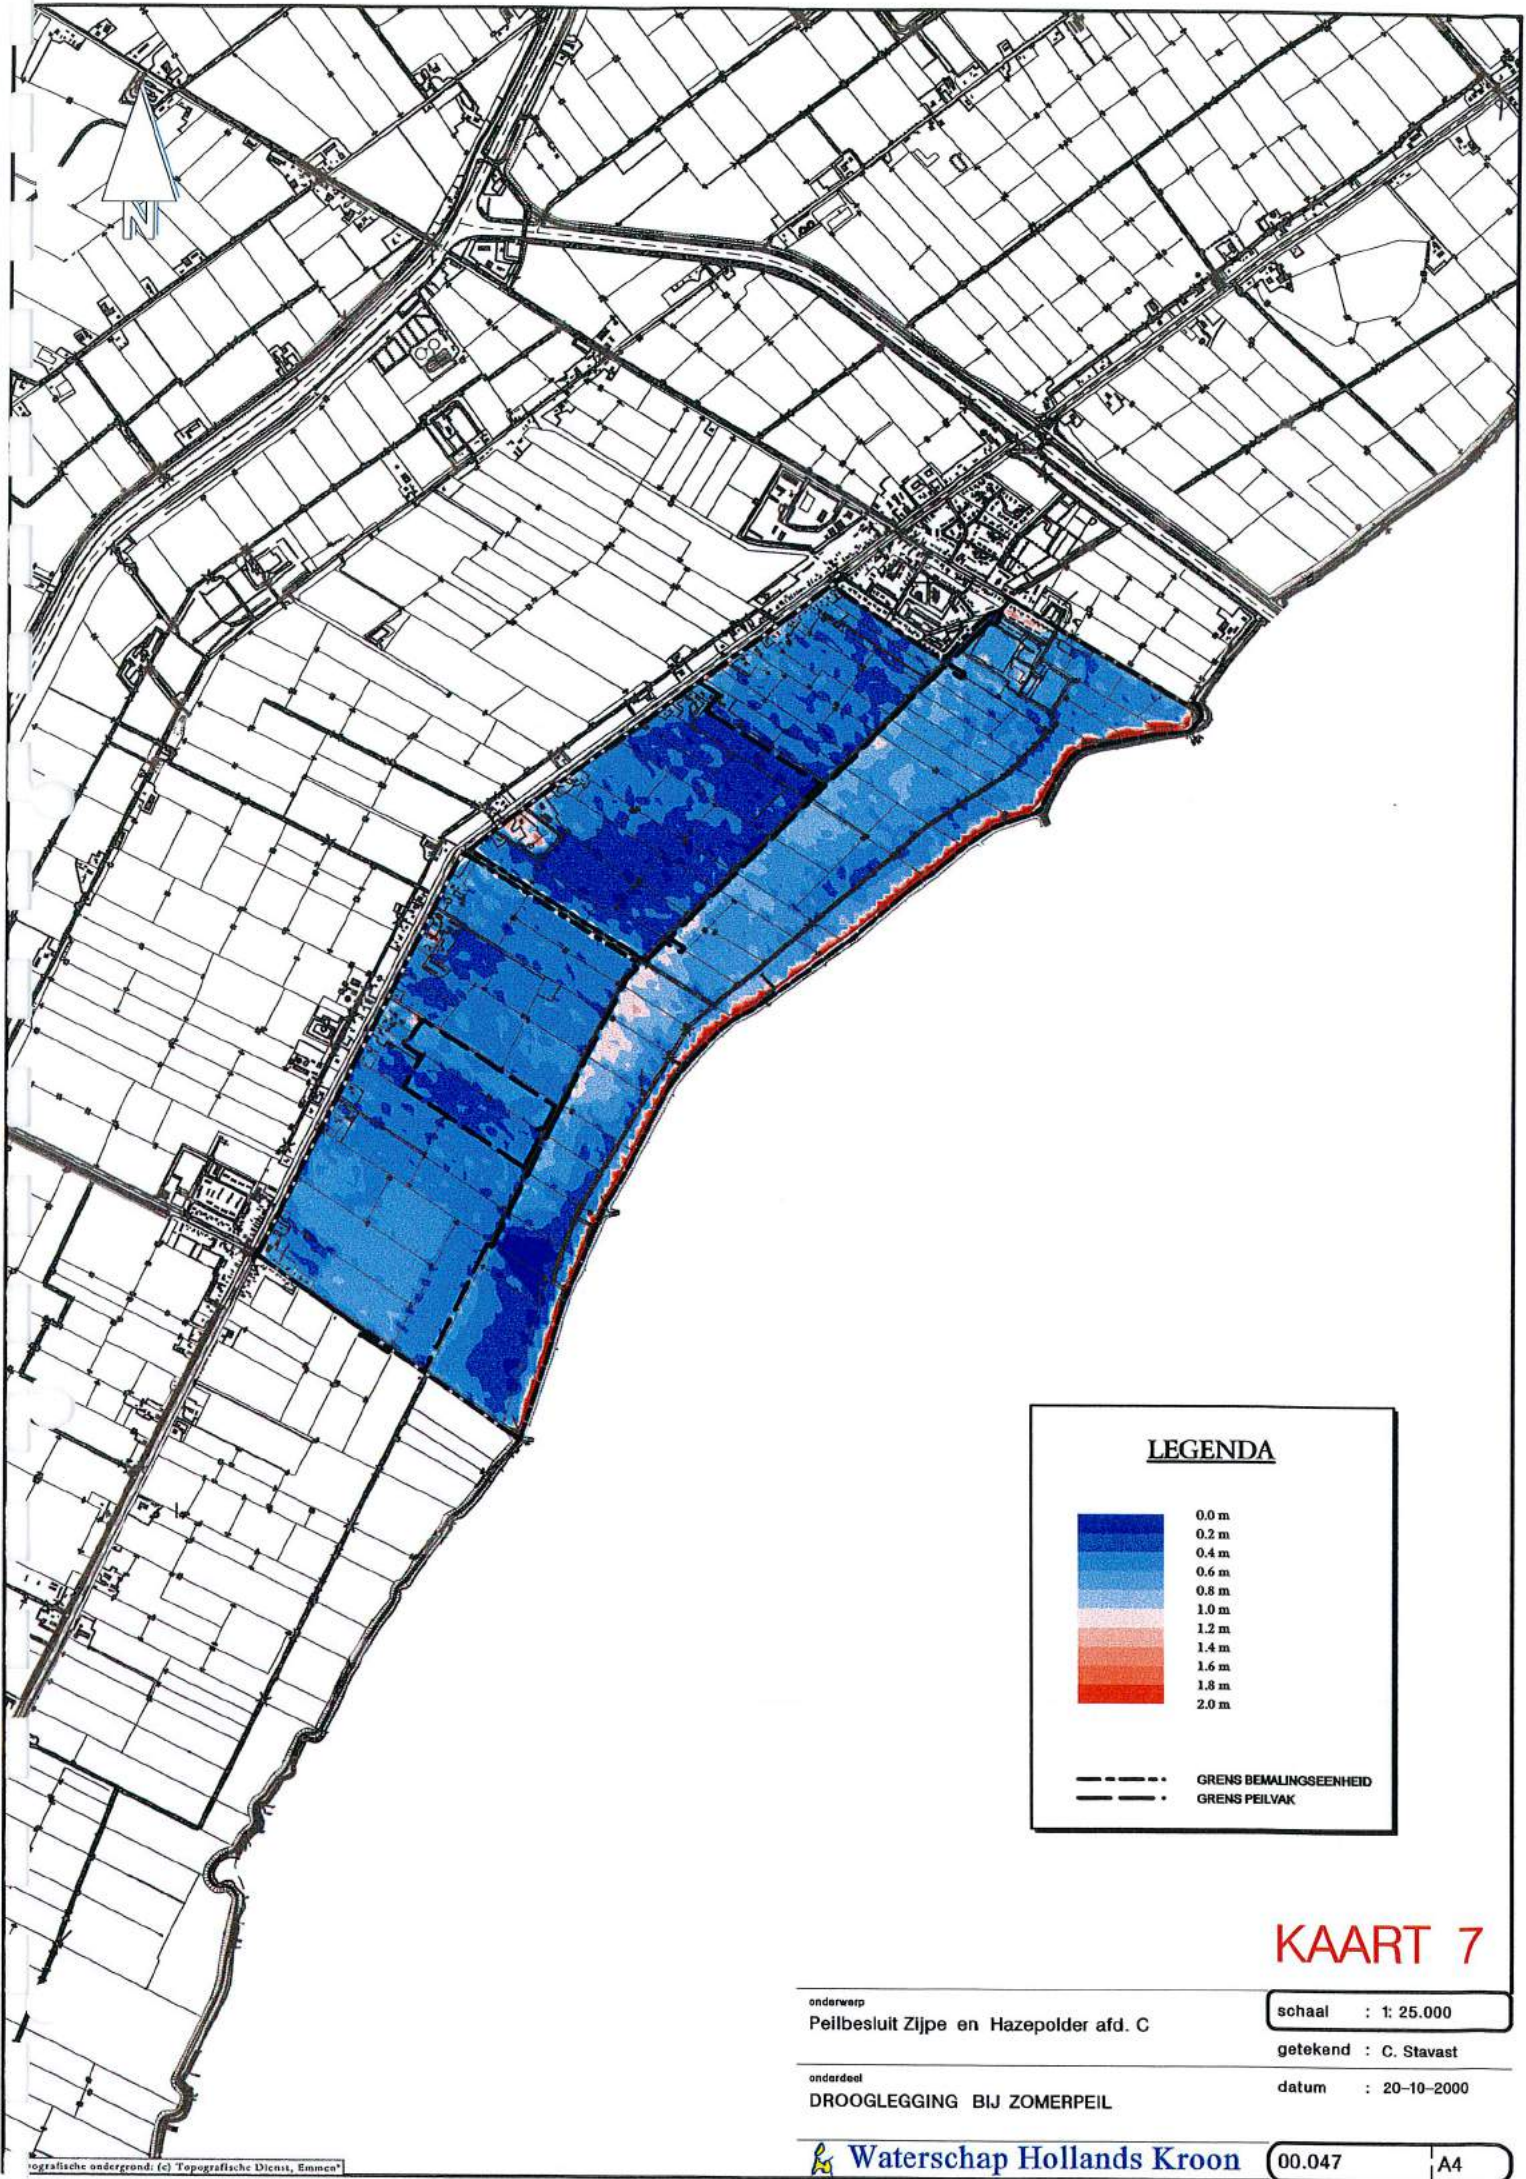 N
LEGENDA
0.0 m
0.2 m
0.4 m
0.6 m
0.8 m
1.0 m
1.2 m
1.4 m
1.6 m
1.8 m
2.0 m
GRENS BEMALINGSEENHEID
GRENS PEILVAK
KAART 7
onderwerp
Peilbesluit Zijpe en Hazepolder afd. C
schaal : 1: 25.000
getekend : C. Stavast
onderdeel
DROOGLEGGING BIJ ZOMERPEIL
datum : 20-10-2000
Waterschap Hollands Kroon
00.047
A4
ografische ondergrond: (c) Topografische Dienst, Emmen"